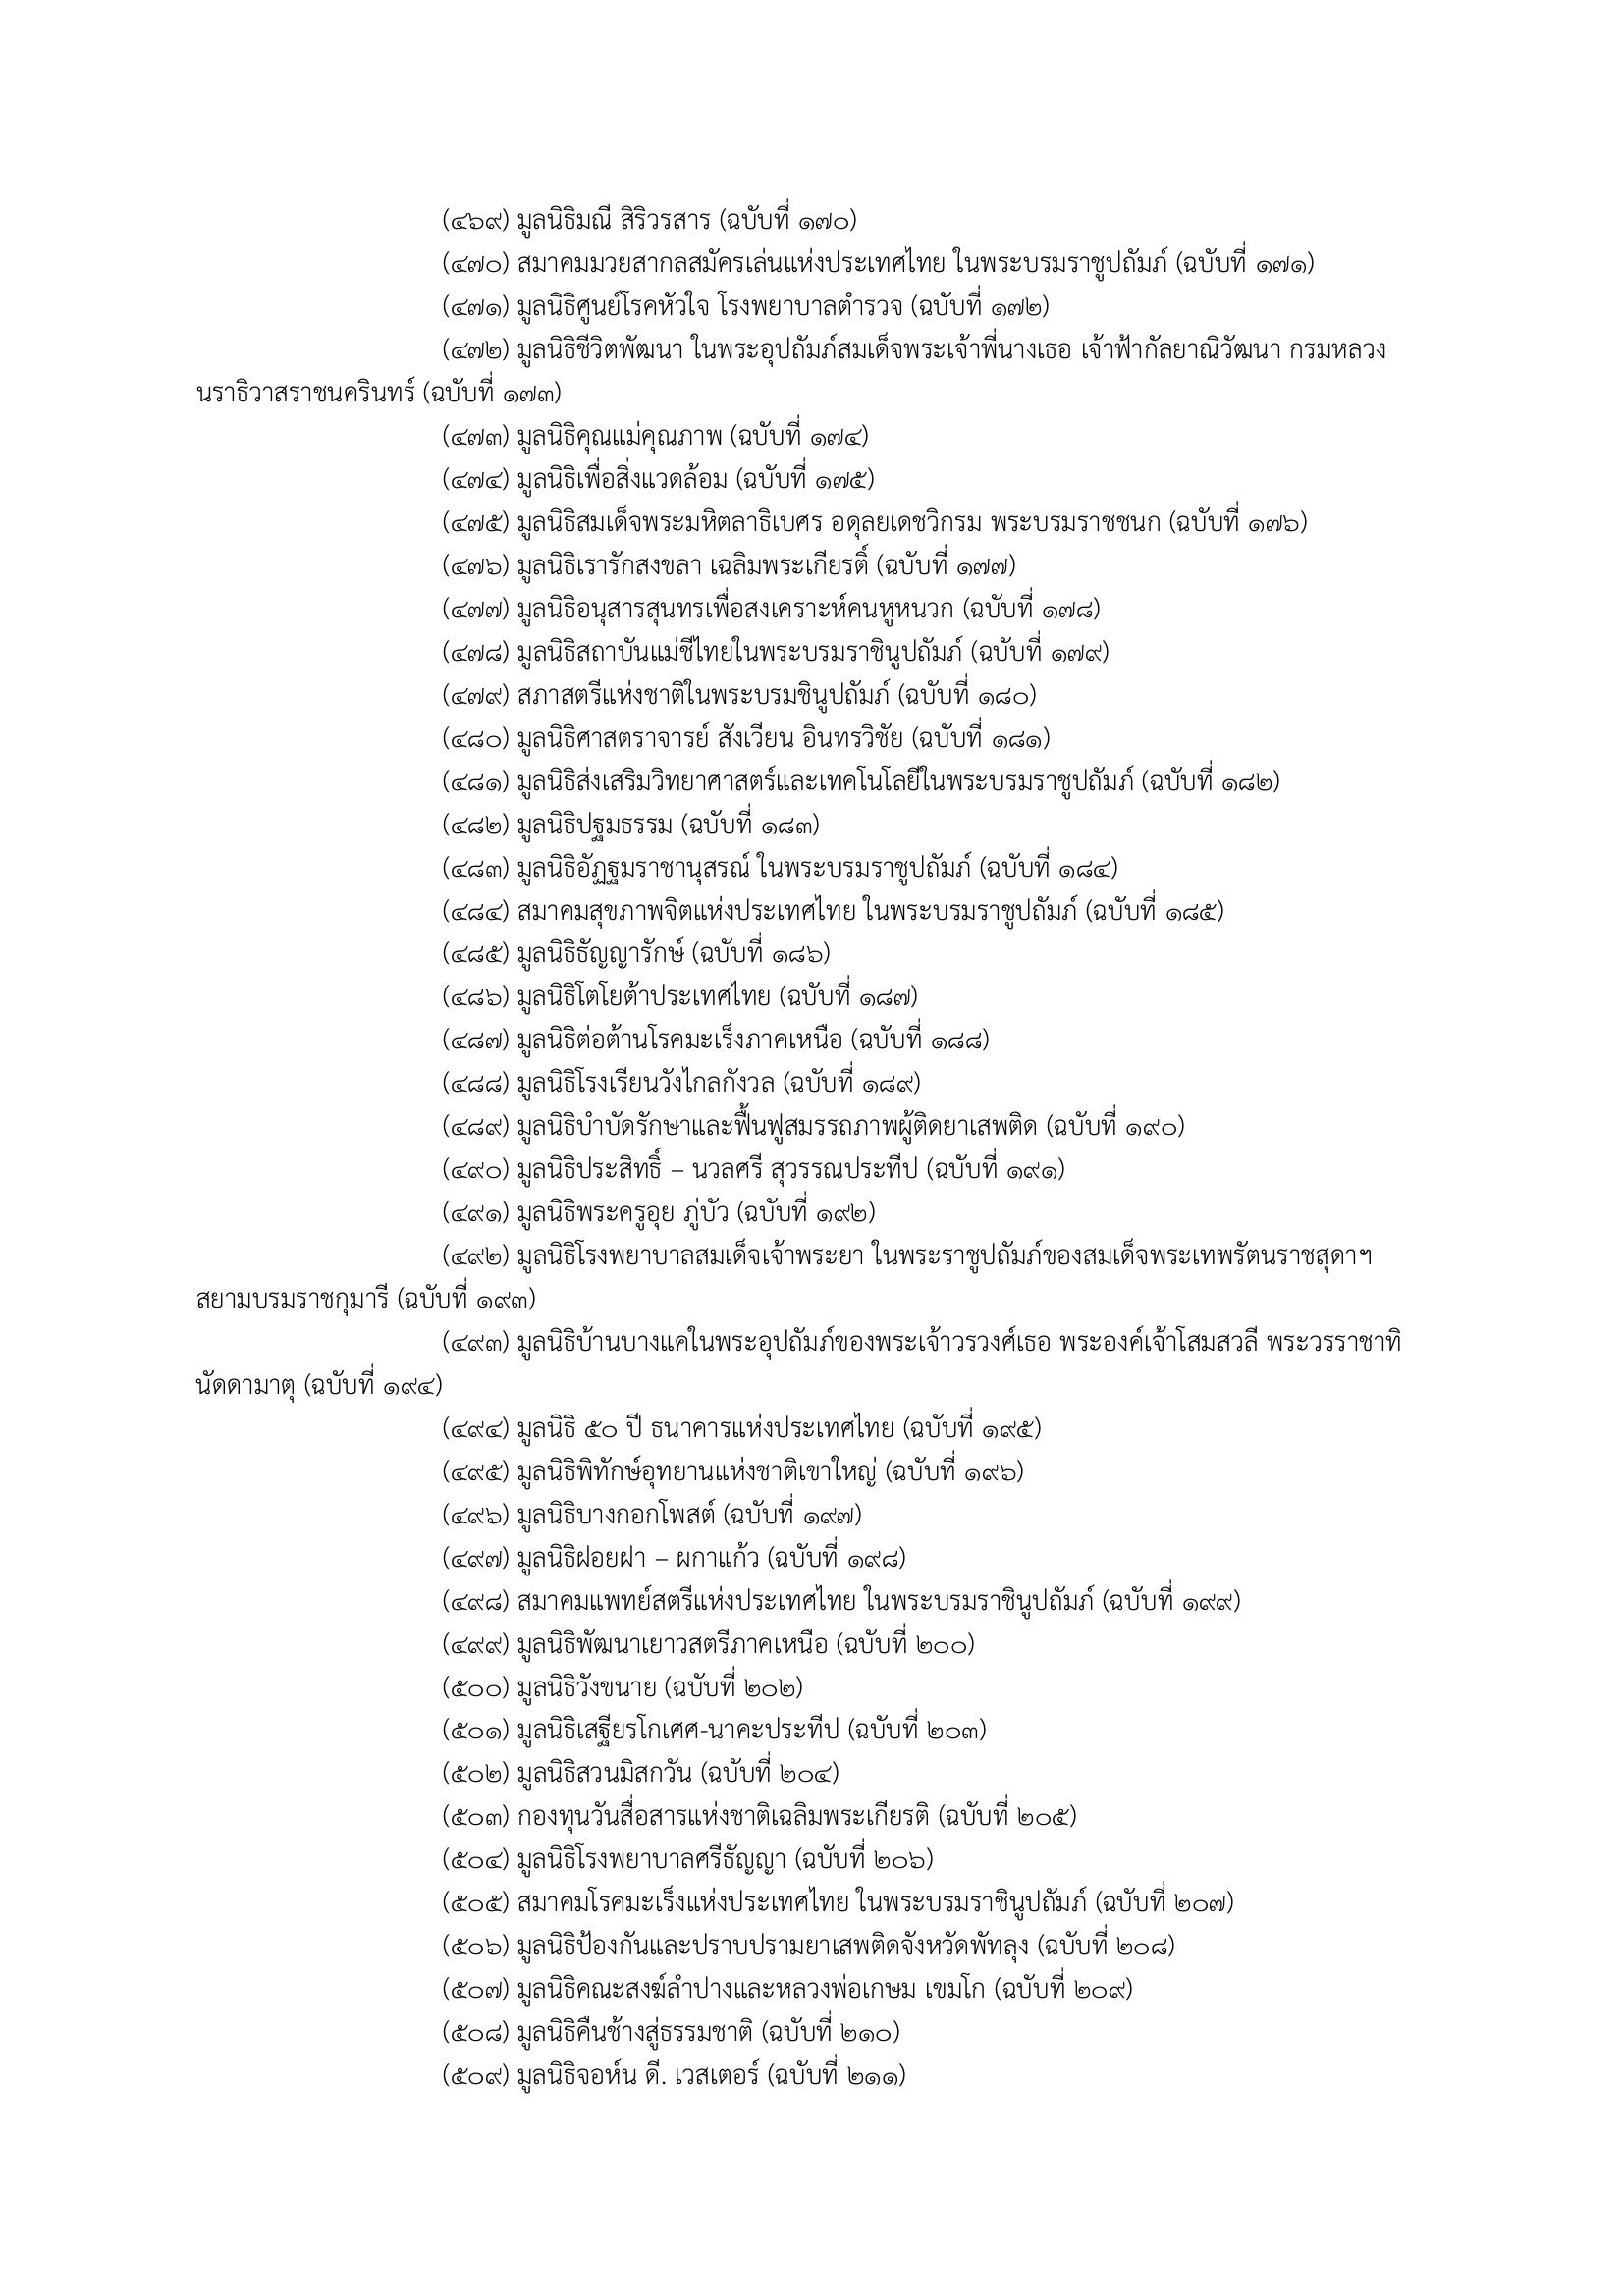 (๔๖๙) มูลนิธิมณี สิริวรสาร (ฉบับที่ ๑๗๐)
(๔๗๐) สมาคมมวยสากลสมัครเล่นแห่งประเทศไทย ในพระบรมราชูปถัมภ์ (ฉบับที่ ๑๗๑)
(๔๗๑) มูลนิธิศูนย์โรคหัวใจ โรงพยาบาลตำรวจ (ฉบับที่ ๑๗๒)
(๔๗๒) มูลนิธิชีวิตพัฒนา ในพระอุปถัมภ์สมเด็จพระเจ้าพี่นางเธอ เจ้าฟ้ากัลยาณิวัฒนา กรมหลวง
นราธิวาสราชนครินทร์ (ฉบับที่ ๑๗๓)
(๔๗๓) มูลนิธิคุณแม่คุณภาพ (ฉบับที่ ๑๗๔)
(๔๗๔) มูลนิธิเพื่อสิ่งแวดล้อม (ฉบับที่ ๑๗๕)
(๔๗๕) มูลนิธิสมเด็จพระมหิตลาธิเบศร อดุลยเดชวิกรม พระบรมราชชนก (ฉบับที่ ๑๗๖)
(๔๗๖) มูลนิธิเรารักสงขลา เฉลิมพระเกียรติ์ (ฉบับที่ ๑๗๗)
(๔๗๗) มูลนิธิอนุสารสุนทรเพื่อสงเคราะห์คนหูหนวก (ฉบับที่ ๑๗๘)
(๔๗๘) มูลนิธิสถาบันแม่ชีไทยในพระบรมราชินูปถัมภ์ (ฉบับที่ ๑๗๙)
(๔๗๙) สภาสตรีแห่งชาติในพระบรมชินูปถัมภ์ (ฉบับที่ ๑๘๐)
(๔๘๐) มูลนิธิศาสตราจารย์ สังเวียน อินทรวิชัย (ฉบับที่ ๑๘๑)
(๔๘๑) มูลนิธิส่งเสริมวิทยาศาสตร์และเทคโนโลยีในพระบรมราชูปถัมภ์ (ฉบับที่ ๑๘๒)
(๔๘๒) มูลนิธิปฐมธรรม (ฉบับที่ ๑๘๓)
(๔๘๓) มูลนิธิอัฏฐมราชานุสรณ์ ในพระบรมราชูปถัมภ์ (ฉบับที่ ๑๘๔)
(๔๘๔) สมาคมสุขภาพจิตแห่งประเทศไทย ในพระบรมราชูปถัมภ์ (ฉบับที่ ๑๘๕)
(๔๘๕) มูลนิธิธัญญารักษ์ (ฉบับที่ ๑๘๖)
(๔๘๖) มูลนิธิโตโยต้าประเทศไทย (ฉบับที่ ๑๘๗)
(๔๘๗) มูลนิธิต่อต้านโรคมะเร็งภาคเหนือ (ฉบับที่ ๑๘๘)
(๔๘๘) มูลนิธิโรงเรียนวังไกลกังวล (ฉบับที่ ๑๘๙)
(๔๘๙) มูลนิธิบำบัดรักษาและฟื้นฟูสมรรถภาพผู้ติดยาเสพติด (ฉบับที่ ๑๙๐)
(๔๙๐) มูลนิธิประสิทธิ์ – นวลศรี สุวรรณประทีป (ฉบับที่ ๑๙๑)
(๔๙๑) มูลนิธิพระครูอุย ภู่บัว (ฉบับที่ ๑๙๒)
(๔๙๒) มูลนิธิโรงพยาบาลสมเด็จเจ้าพระยา ในพระราชูปถัมภ์ของสมเด็จพระเทพรัตนราชสุดาฯ
สยามบรมราชกุมารี (ฉบับที่ ๑๙๓)
(๔๙๓) มูลนิธิบ้านบางแคในพระอุปถัมภ์ของพระเจ้าวรวงศ์เธอ พระองค์เจ้าโสมสวลี พระวรราชาทิ
นัดดามาตุ (ฉบับที่ ๑๙๔)
(๔๙๔) มูลนิธิ ๕๐ ปี ธนาคารแห่งประเทศไทย (ฉบับที่ ๑๙๕)
(๔๙๕) มูลนิธิพิทักษ์อุทยานแห่งชาติเขาใหญ่ (ฉบับที่ ๑๙๖)
(๔๙๖) มูลนิธิบางกอกโพสต์ (ฉบับที่ ๑๙๗)
(๔๙๗) มูลนิธิฝอยฝา – ผกาแก้ว (ฉบับที่ ๑๙๘)
(๔๙๘) สมาคมแพทย์สตรีแห่งประเทศไทย ในพระบรมราชินูปถัมภ์ (ฉบับที่ ๑๙๙)
(๔๙๙) มูลนิธิพัฒนาเยาวสตรีภาคเหนือ (ฉบับที่ ๒๐๐)
(๕๐๐) มูลนิธิวังขนาย (ฉบับที่ ๒๐๒)
(๕๐๑) มูลนิธิเสฐียรโกเศศ-นาคะประทีป (ฉบับที่ ๒๐๓)
(๕๐๒) มูลนิธิสวนมิสกวัน (ฉบับที่ ๒๐๔)
(๕๐๓) กองทุนวันสื่อสารแห่งชาติเฉลิมพระเกียรติ (ฉบับที่ ๒๐๕)
(๕๐๔) มูลนิธิโรงพยาบาลศรีธัญญา (ฉบับที่ ๒๐๖)
(๕๐๕) สมาคมโรคมะเร็งแห่งประเทศไทย ในพระบรมราชินูปถัมภ์ (ฉบับที่ ๒๐๗)
(๕๐๖) มูลนิธิป้องกันและปราบปรามยาเสพติดจังหวัดพัทลุง (ฉบับที่ ๒๐๘)
(๕๐๗) มูลนิธิคณะสงฆ์ลำปางและหลวงพ่อเกษม เขมโก (ฉบับที่ ๒๐๙)
(๕๐๘) มูลนิธิคืนช้างสู่ธรรมชาติ (ฉบับที่ ๒๑๐)
(๕๐๙) มูลนิธิจอห์น ดี. เวสเตอร์ (ฉบับที่ ๒๑๑)